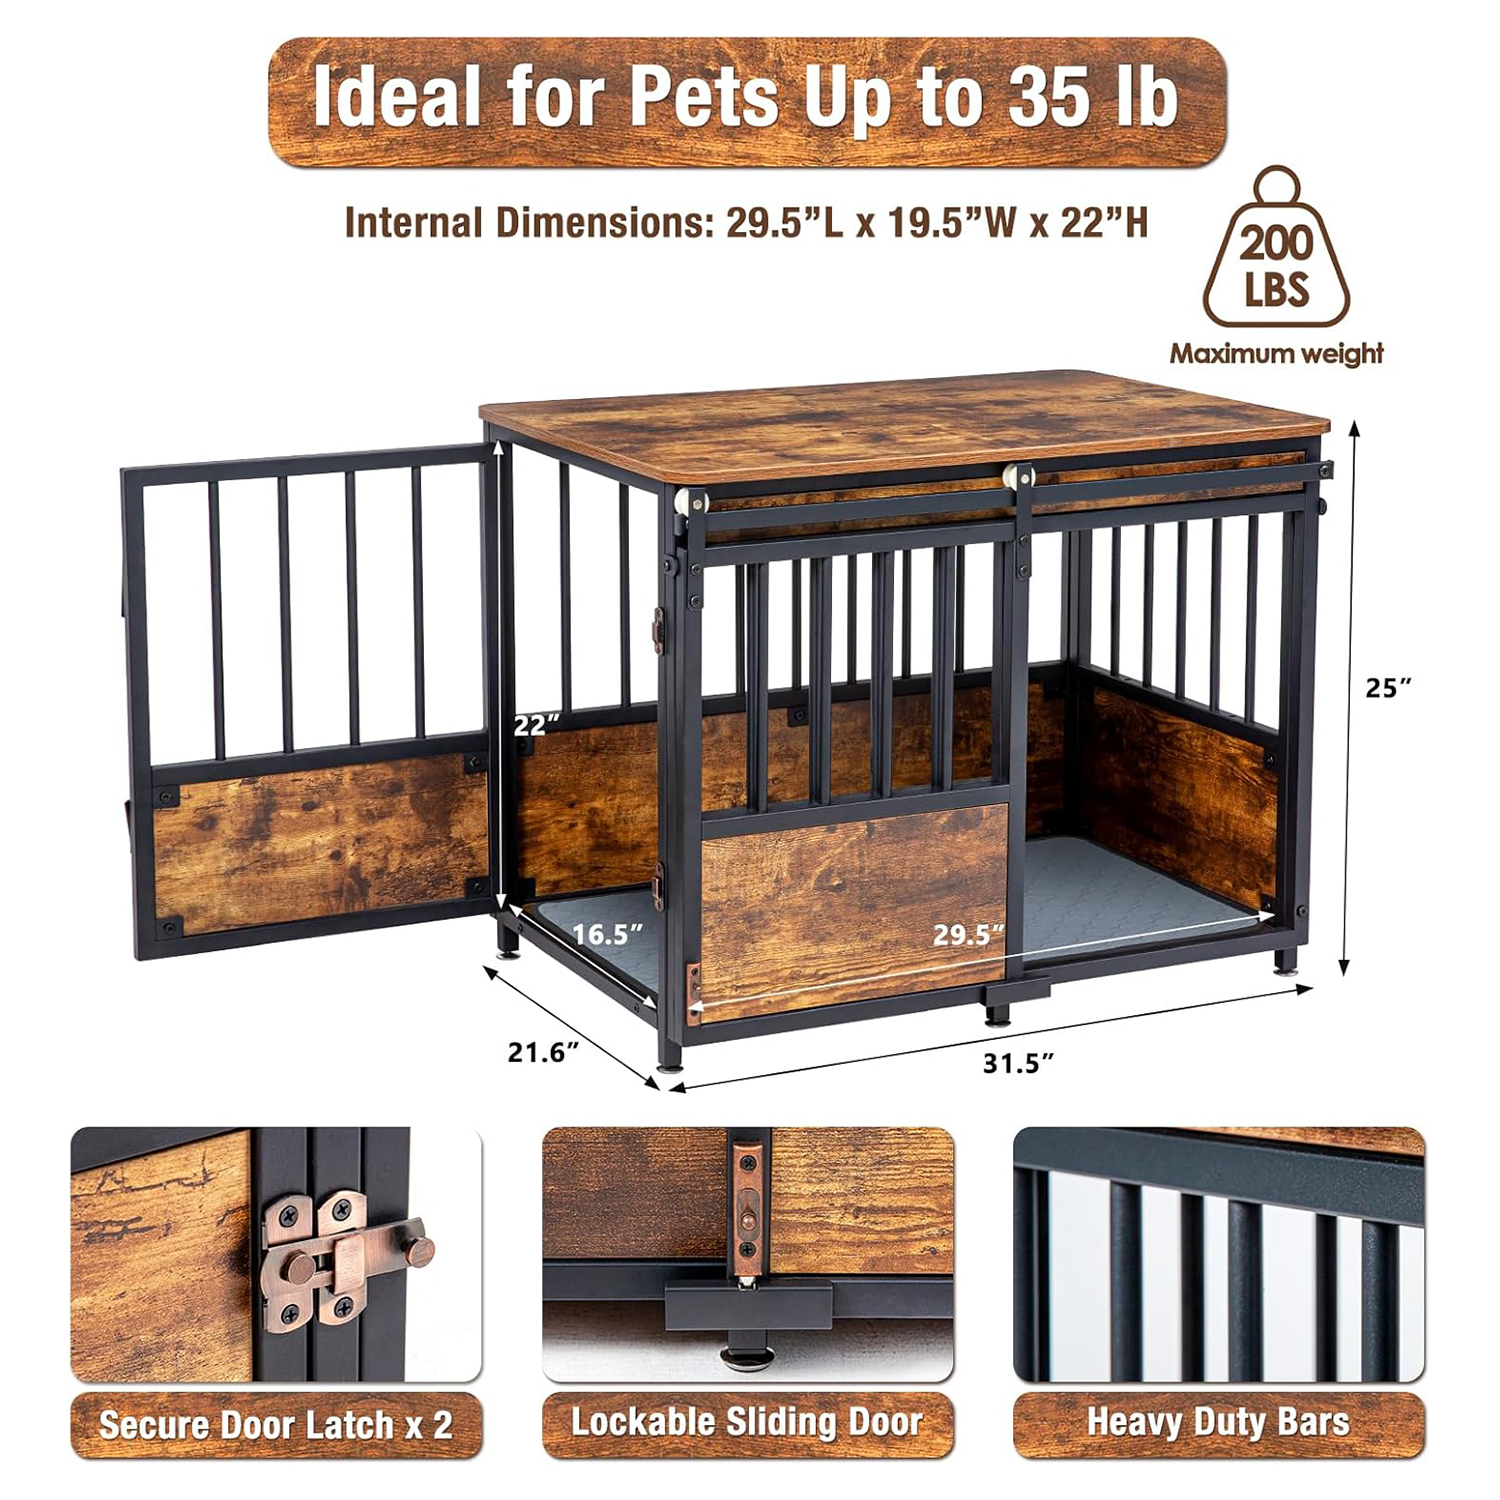 Ideal for Pets Up to 35 lb
Internal Dimensions: 29.5”L x 19.5”W x 22”H
200
LBS
Maximum weight
22”
25”
16.5”
29.5”
21.6”
31.5”
Secure Door Latch x 2
Lockable Sliding Door
Heavy Duty Bars